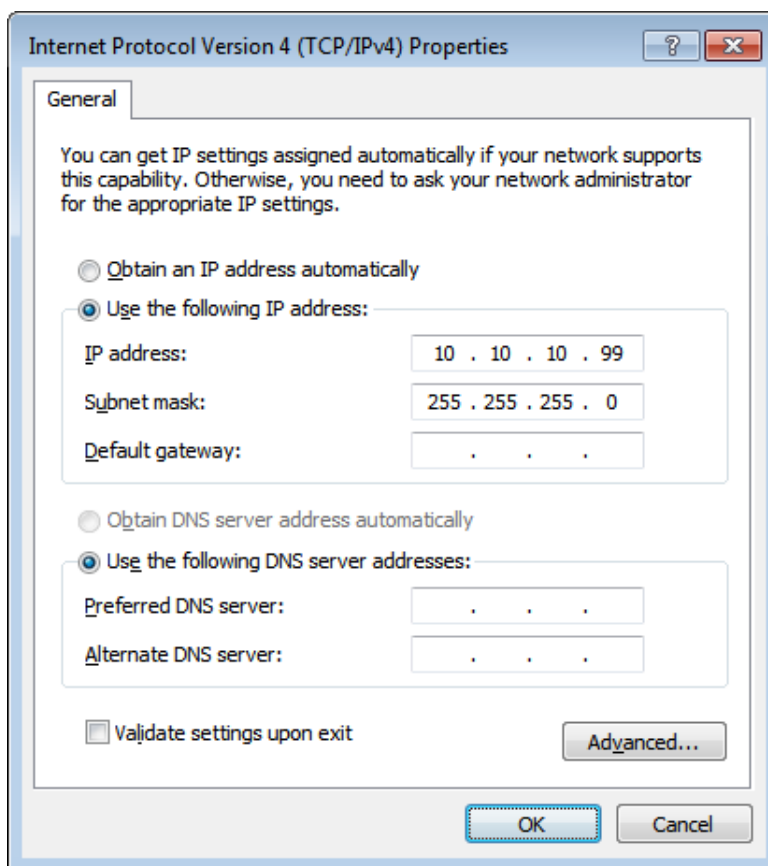 Internet Protocol Version 4 (TCP/IPv4) Properties
?
General
You can get IP settings assigned automatically if your network supports
this capability. Otherwise, you need to ask your network administrator
for the appropriate IP settings.
Obtain an IP address automatically
Use the following IP address:
IP address: 10 . 10 . 10 . 99
Subnet mask: 255 . 255 . 255 . 0
Default gateway: . . .
Obtain DNS server address automatically
Use the following DNS server addresses:
Preferred DNS server: . . .
Alternate DNS server: . . .
Validate settings upon exit
Advanced...
OK Cancel